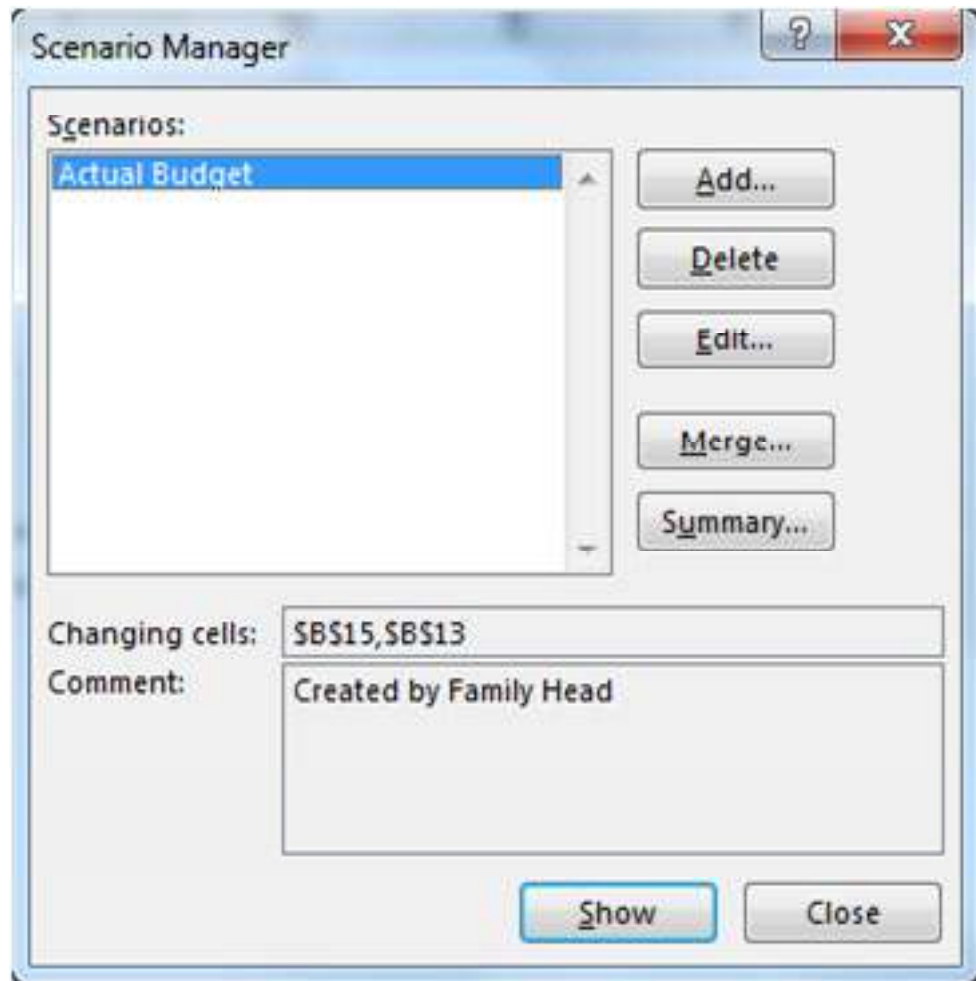 Scenario Manager
?
Scenarios:
Actual Budget
Add...
Delete
Edit...
Merge...
Summary...
Changing cells: $B$15,$B$13
Comment: Created by Family Head
Show Close